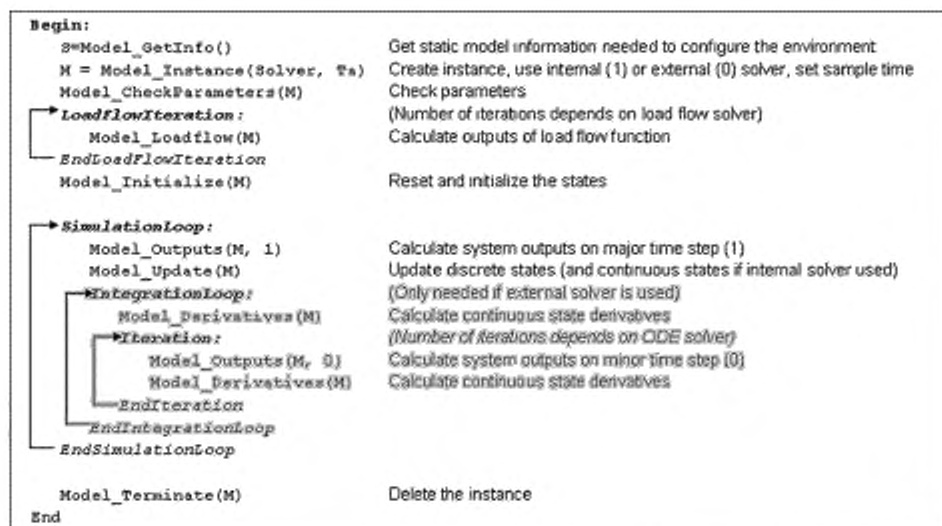 Begin:
S=Model_GetInfo() Get static model information needed to configure the environment
M = Model_Instance(Solver, Ts) Create instance, use internal (1) or external (0) solver, set sample time
Model_CheckParameters(M) Check parameters
LoadflowIteration: (Number of iterations depends on load flow solver)
Model_Loadflow(M) Calculate outputs of load flow function
EndLoadFlowIteration
Model_Initialize(M) Reset and initialize the states
SimulationLoop:
Model_Outputs(M, 1) Calculate system outputs on major time step (1)
Model_Update(M) Update discrete states (and continuous states if internal solver used)
IntegrationLoop: (Only needed if external solver is used)
Model_Derivatives(M) Calculate continuous state derivatives
Iteration: (Number of iterations depends on ODE solver)
Model_Outputs(M, 0) Calculate system outputs on minor time step (0)
Model_Derivatives(M) Calculate continuous state derivatives
EndIteration
EndIntegrationLoop
EndSimulationLoop
Model_Terminate(M) Delete the instance
End